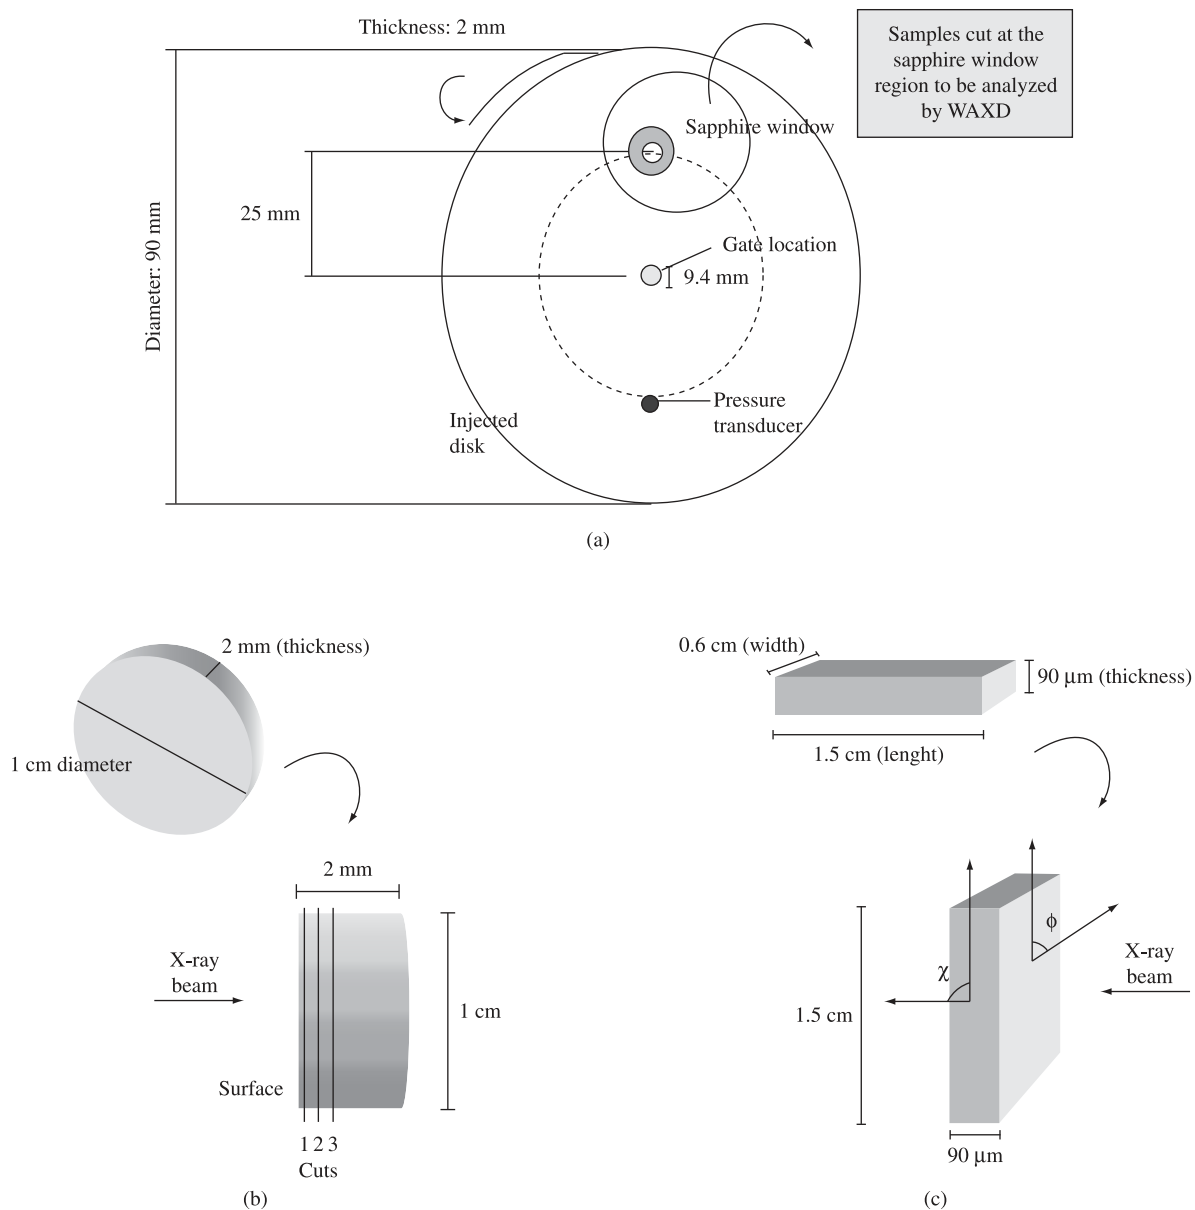 Thickness: 2 mm
Samples cut at the
sapphire window
region to be analyzed
by WAXD
Sapphire window
25 mm
Diameter: 90 mm
Gate location
9.4 mm
Pressure
transducer
Injected
disk
(a)
2 mm (thickness)
1 cm diameter
2 mm
X-ray
beam
1 cm
Surface
1 2 3
Cuts
(b)
0.6 cm (width)
90 μm (thickness)
1.5 cm (lenght)
ϕ
χ
X-ray
beam
1.5 cm
90 μm
(c)